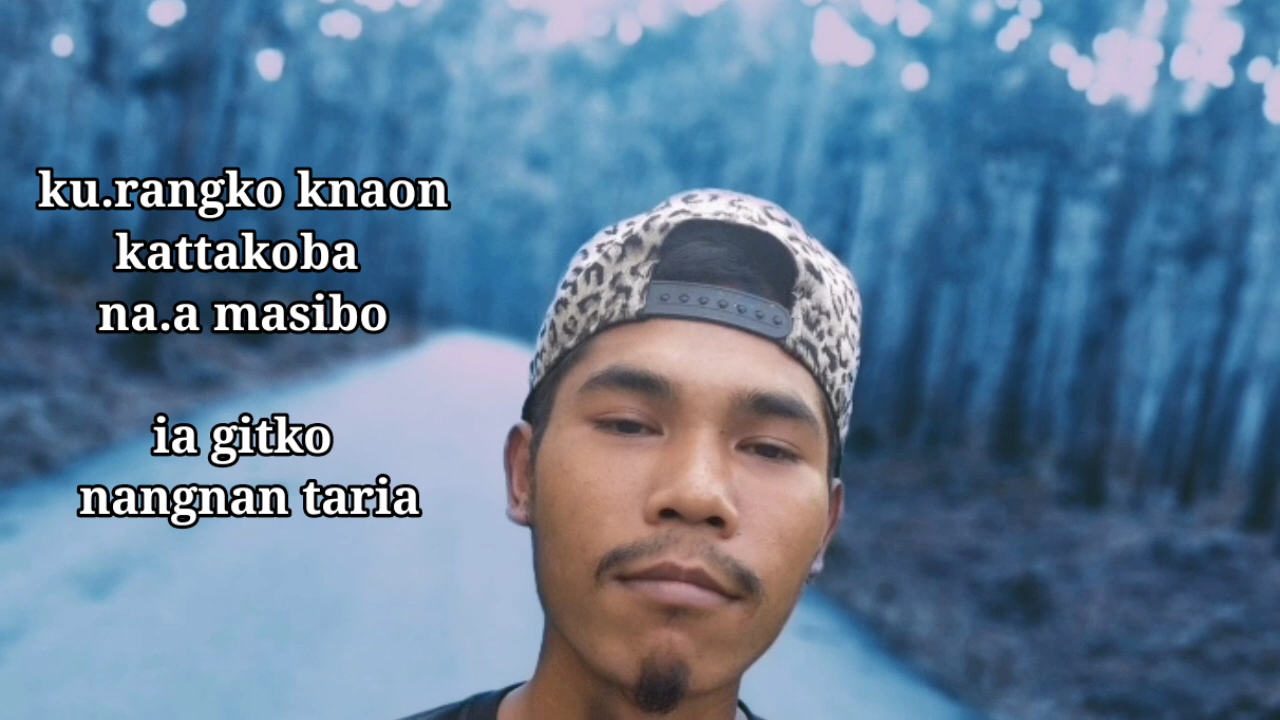 ku.rangko knaon
kattakoba
na.a masibo
ia gitko
nangnan taria